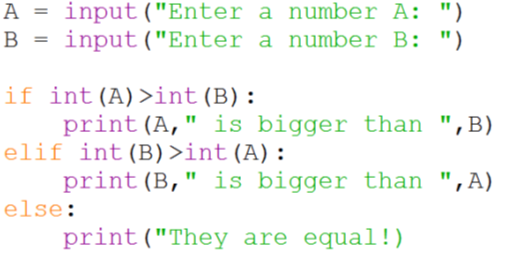 A = input("Enter a number A: ")
B = input("Enter a number B: ")
if int(A)>int(B):
    print(A," is bigger than ",B)
elif int(B)>int(A):
    print(B," is bigger than ",A)
else:
    print("They are equal!)